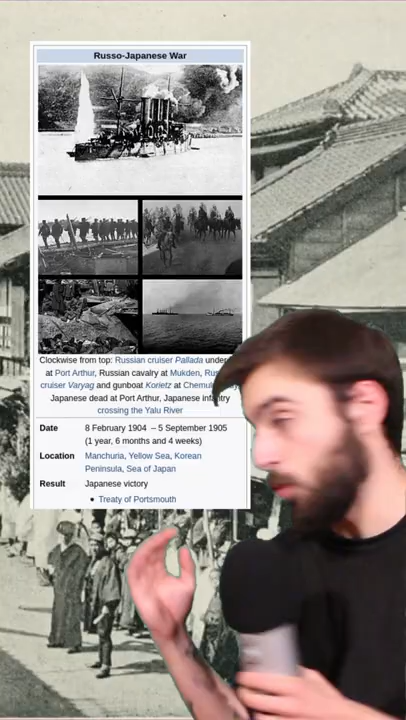 Russo-Japanese War
Clockwise from top: Russian cruiser Pallada under
at Port Arthur, Russian cavalry at Mukden,
cruiser Varyag and gunboat Korietz at
Japanese dead at Port Arthur, Japanese infantry
crossing the Yalu River
Date 8 February 1904 – 5 September 1905
(1 year, 6 months and 4 weeks)
Location Manchuria, Yellow Sea, Korean
Peninsula, Sea of Japan
Result Japanese victory
• Treaty of Portsmouth